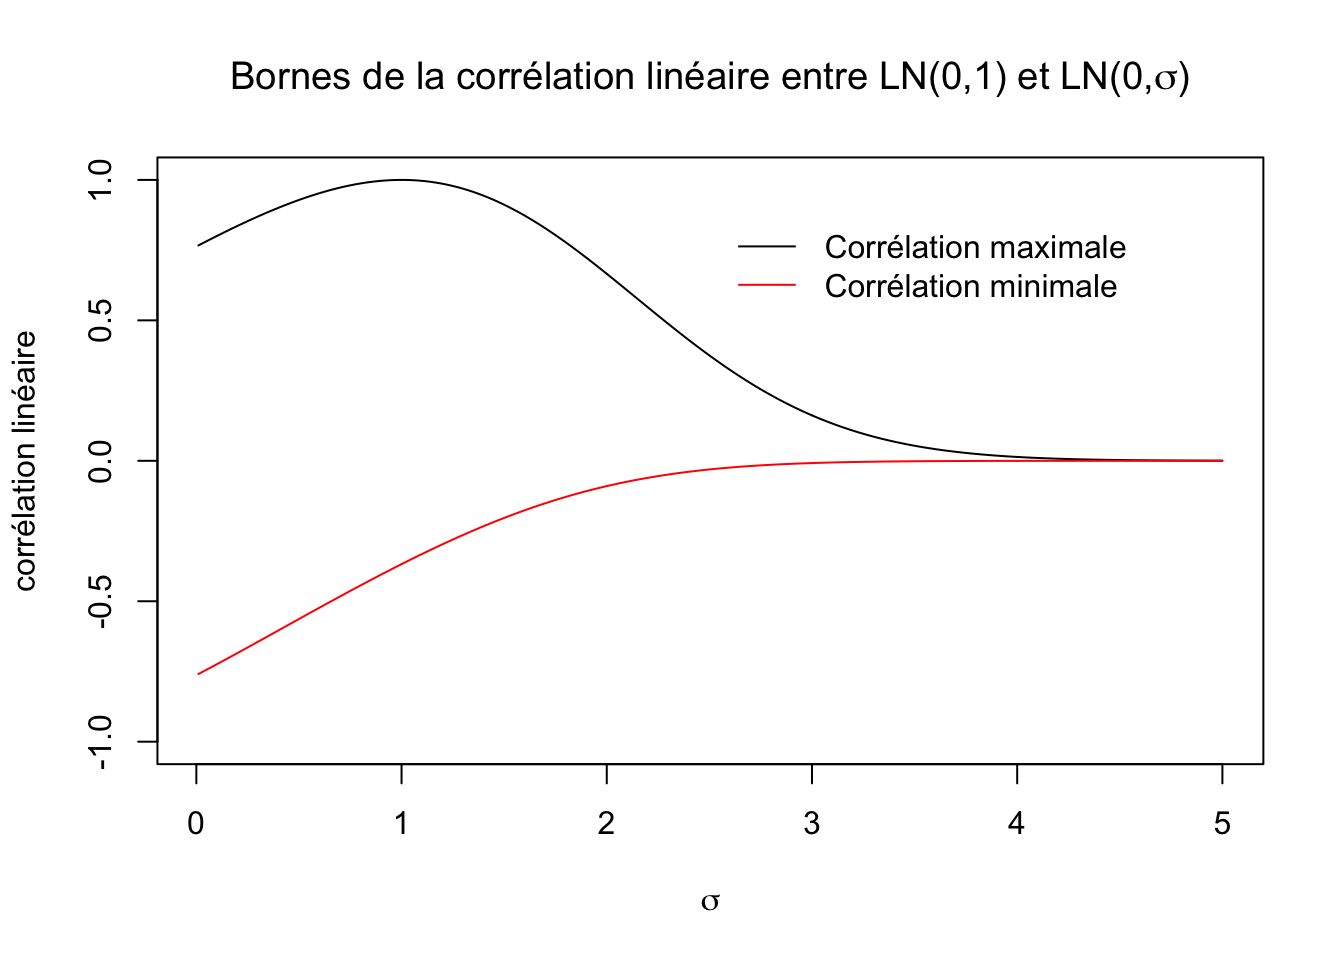 Bornes de la corrélation linéaire entre LN(0,1) et LN(0,σ)
corrélation linéaire
1.0
0.5
0.0
-0.5
-1.0
Corrélation maximale
Corrélation minimale
0 1 2 3 4 5
σ